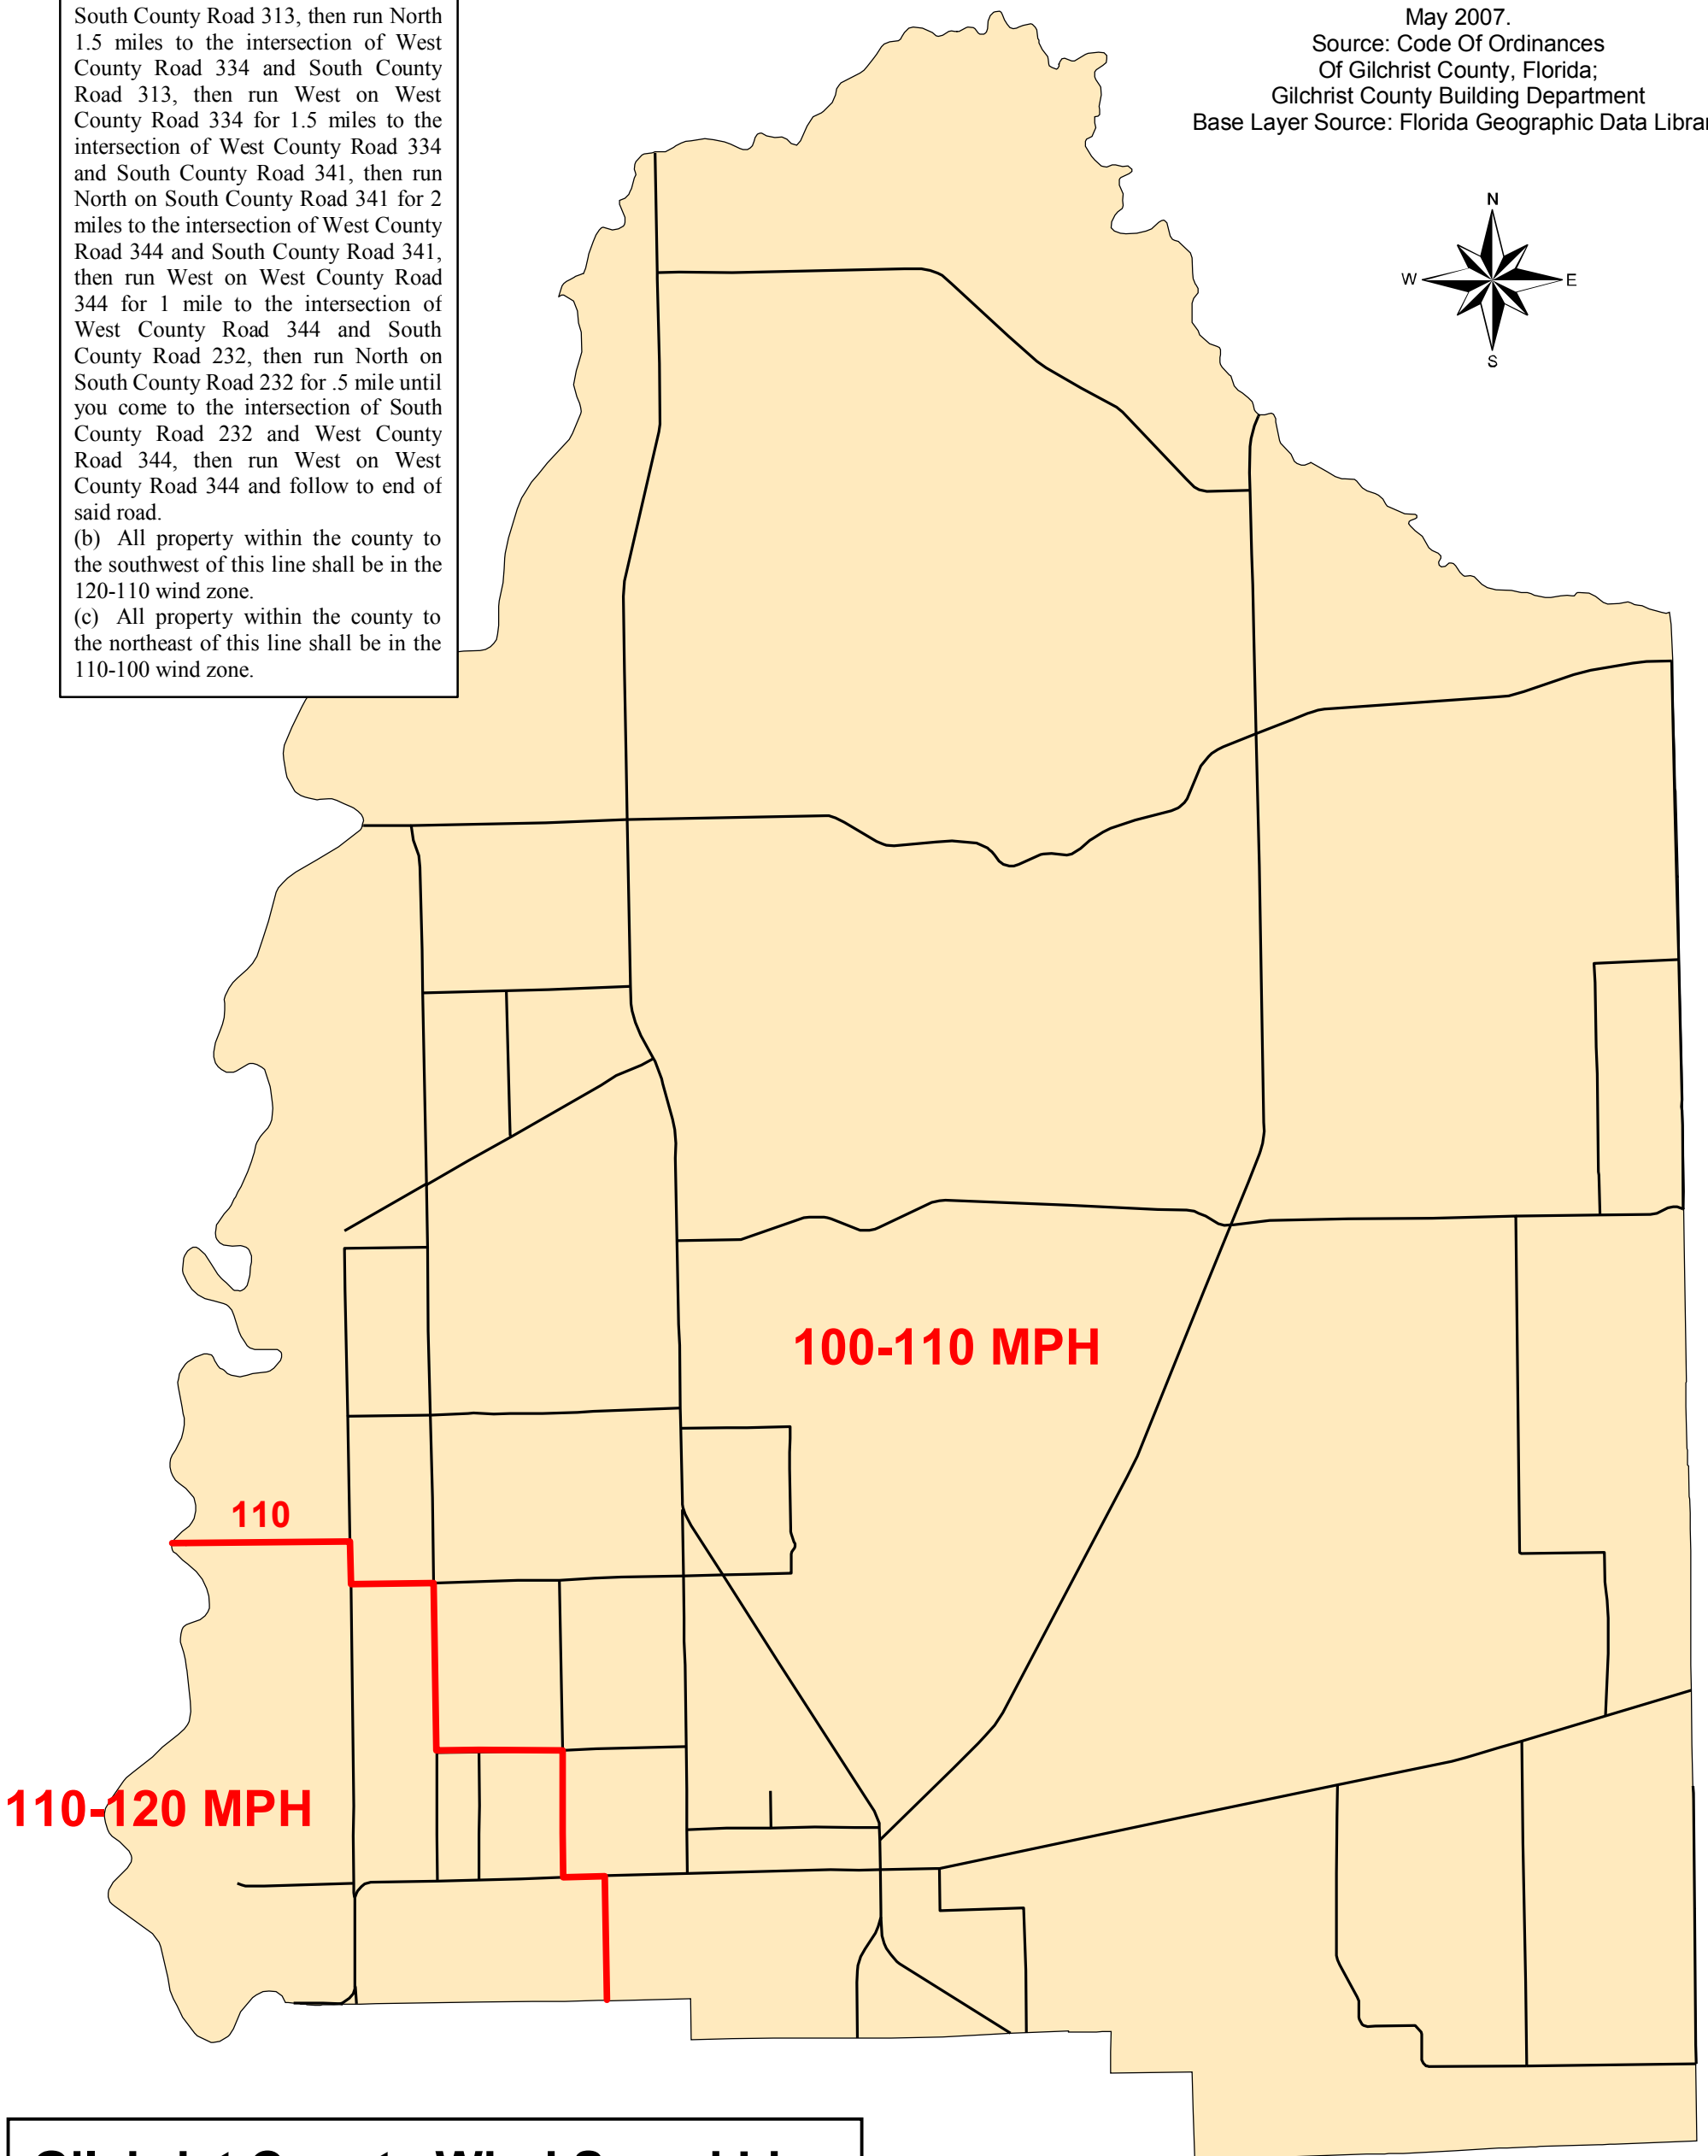 South County Road 313, then run North
1.5 miles to the intersection of West
County Road 334 and South County
Road 313, then run West on West
County Road 334 for 1.5 miles to the
intersection of West County Road 334
and South County Road 341, then run
North on South County Road 341 for 2
miles to the intersection of West County
Road 344 and South County Road 341,
then run West on West County Road
344 for 1 mile to the intersection of
West County Road 344 and South
County Road 232, then run North on
South County Road 232 for .5 mile until
you come to the intersection of South
County Road 232 and West County
Road 344, then run West on West
County Road 344 and follow to end of
said road.
(b) All property within the county to
the southwest of this line shall be in the
120-110 wind zone.
(c) All property within the county to
the northeast of this line shall be in the
110-100 wind zone.
May 2007.
Source: Code Of Ordinances
Of Gilchrist County, Florida;
Gilchrist County Building Department
Base Layer Source: Florida Geographic Data Librar
N
W
E
S
100-110 MPH
110
110-120 MPH